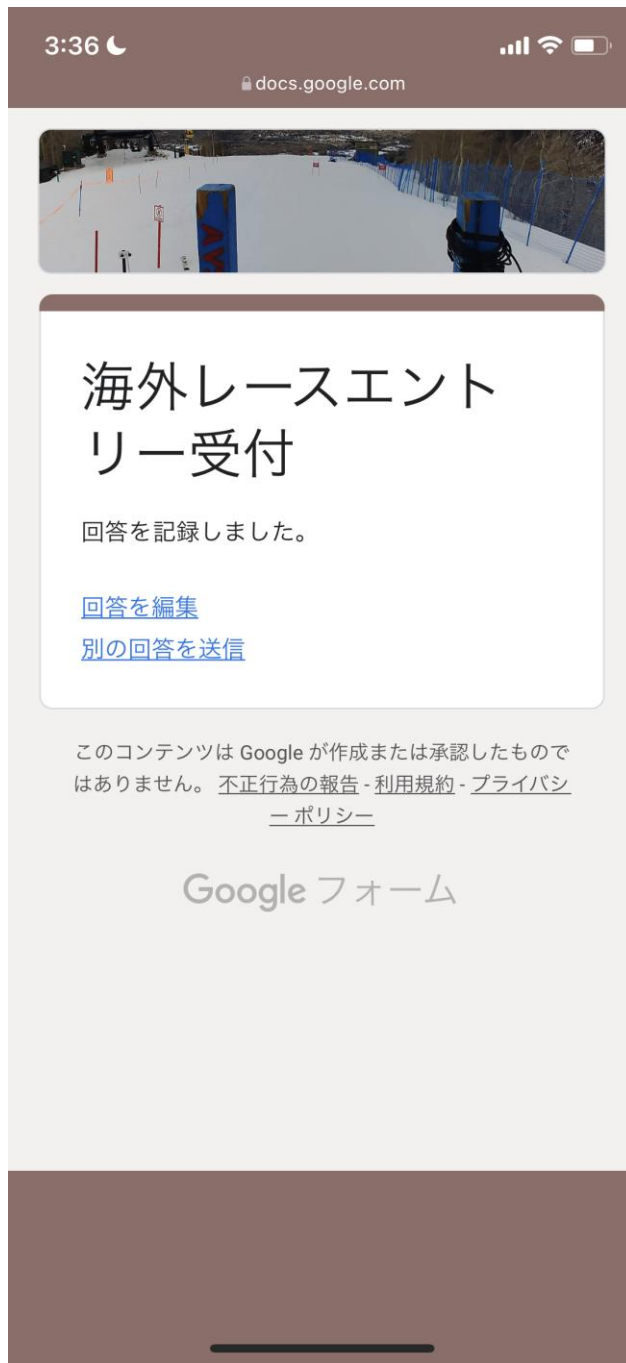 3:36
docs.google.com
海外レースエント
リー受付
回答を記録しました。
回答を編集
別の回答を送信
このコンテンツは Google が作成または承認したもので
はありません。 不正行為の報告 - 利用規約 - プライバシ
ー ポリシー
Google フォーム